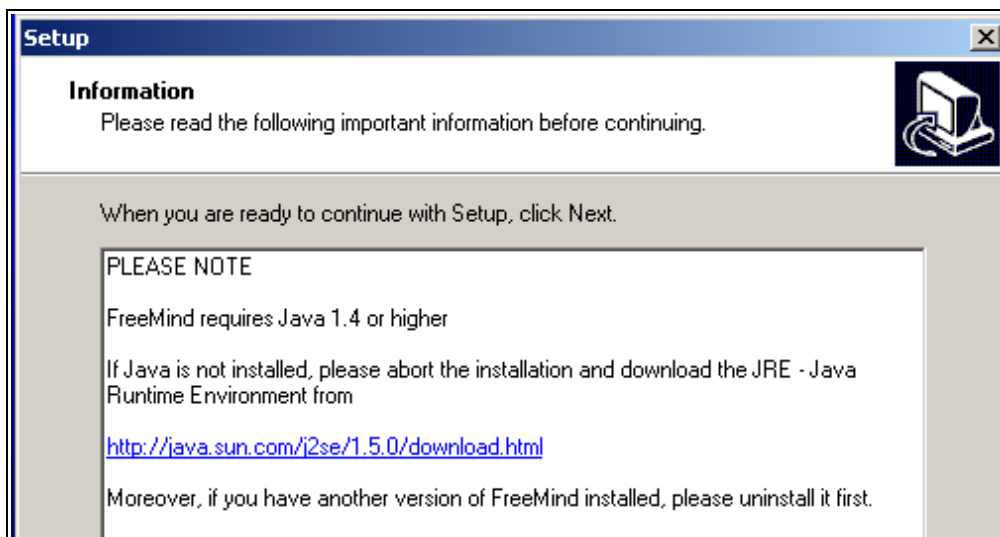 Setup
Information
Please read the following important information before continuing.
When you are ready to continue with Setup, click Next.
PLEASE NOTE
FreeMind requires Java 1.4 or higher
If Java is not installed, please abort the installation and download the JRE - Java
Runtime Environment from
http://java.sun.com/j2se/1.5.0/download.html
Moreover, if you have another version of FreeMind installed, please uninstall it first.